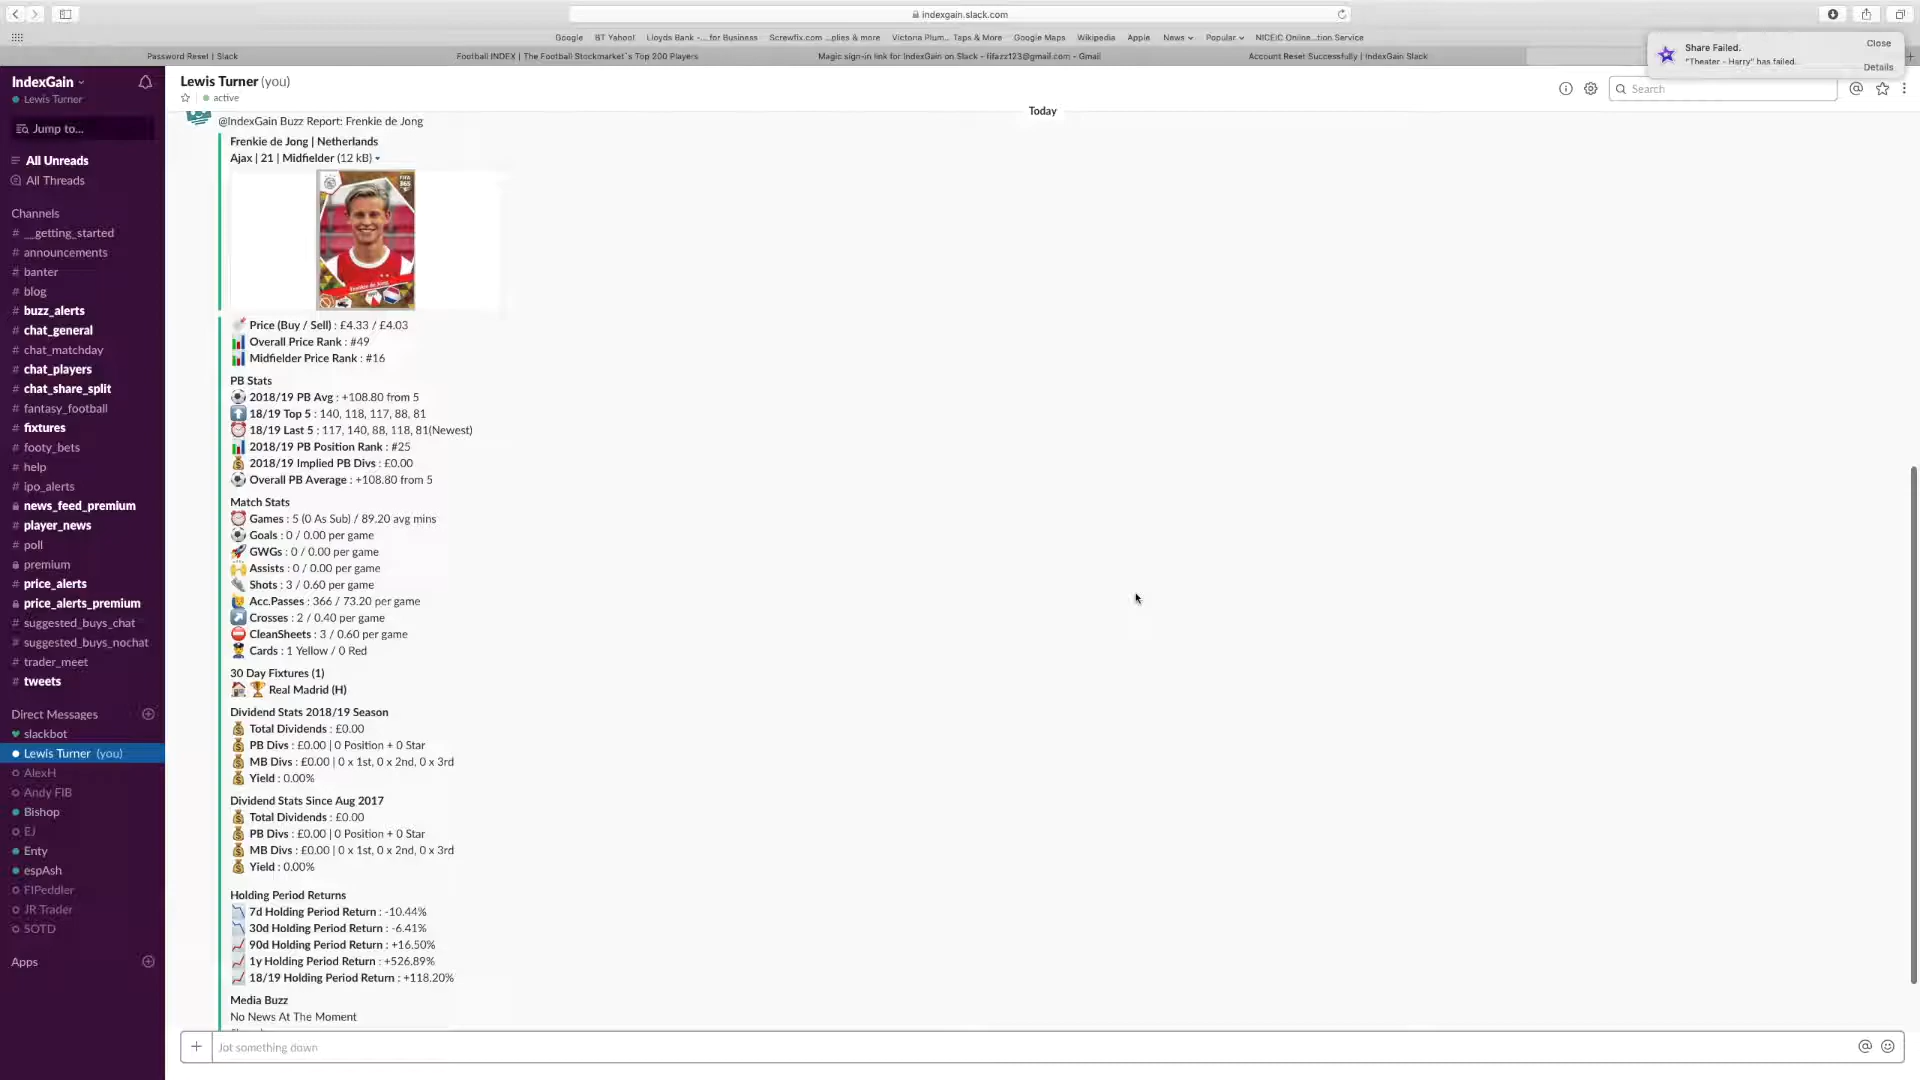 indexgain.slack.com
Google
BT Yahoo!
Lloyds Bank -...for Business
Screwfix.com ...plies & more
Victoria Plum... Taps & More
Google Maps
Wikipedia
Apple
News
Popular
NICEIC Online...tion Service
Password Reset | Slack
Football INDEX | The Football Stockmarket`s Top 200 Players
Magic sign-in link for IndexGain on Slack - fifazz123@gmail.com - Gmail
Account Reset Successfully | IndexGain Slack
Share Failed.
"Theater - Harry" has failed.
Close
Details
IndexGain
Lewis Turner
Jump to...
All Unreads
All Threads
Channels
# __getting_started
# announcements
# banter
# blog
# buzz_alerts
# chat_general
# chat_matchday
# chat_players
# chat_share_split
# fantasy_football
# fixtures
# footy_bets
# help
# ipo_alerts
news_feed_premium
# player_news
# poll
premium
# price_alerts
price_alerts_premium
# suggested_buys_chat
# suggested_buys_nochat
# trader_meet
# tweets
Direct Messages
slackbot
Lewis Turner (you)
AlexH
Andy FIB
Bishop
EJ
Enty
espAsh
FIPeddler
JR Trader
SOTD
Apps
Lewis Turner (you)
active
Search
Today
@IndexGain Buzz Report: Frenkie de Jong
Frenkie de Jong | Netherlands
Ajax | 21 | Midfielder (12 kB)
FIFA
365
Frenkie de Jong
Price (Buy / Sell) : £4.33 / £4.03
Overall Price Rank : #49
Midfielder Price Rank : #16
PB Stats
2018/19 PB Avg : +108.80 from 5
18/19 Top 5 : 140, 118, 117, 88, 81
18/19 Last 5 : 117, 140, 88, 118, 81(Newest)
2018/19 PB Position Rank : #25
2018/19 Implied PB Divs : £0.00
Overall PB Average : +108.80 from 5
Match Stats
Games : 5 (0 As Sub) / 89.20 avg mins
Goals : 0 / 0.00 per game
GWGs : 0 / 0.00 per game
Assists : 0 / 0.00 per game
Shots : 3 / 0.60 per game
Acc.Passes : 366 / 73.20 per game
Crosses : 2 / 0.40 per game
CleanSheets : 3 / 0.60 per game
Cards : 1 Yellow / 0 Red
30 Day Fixtures (1)
Real Madrid (H)
Dividend Stats 2018/19 Season
Total Dividends : £0.00
PB Divs : £0.00 | 0 Position + 0 Star
MB Divs : £0.00 | 0 x 1st, 0 x 2nd, 0 x 3rd
Yield : 0.00%
Dividend Stats Since Aug 2017
Total Dividends : £0.00
PB Divs : £0.00 | 0 Position + 0 Star
MB Divs : £0.00 | 0 x 1st, 0 x 2nd, 0 x 3rd
Yield : 0.00%
Holding Period Returns
7d Holding Period Return : -10.44%
30d Holding Period Return : -6.41%
90d Holding Period Return : +16.50%
1y Holding Period Return : +526.89%
18/19 Holding Period Return : +118.20%
Media Buzz
No News At The Moment
Jot something down